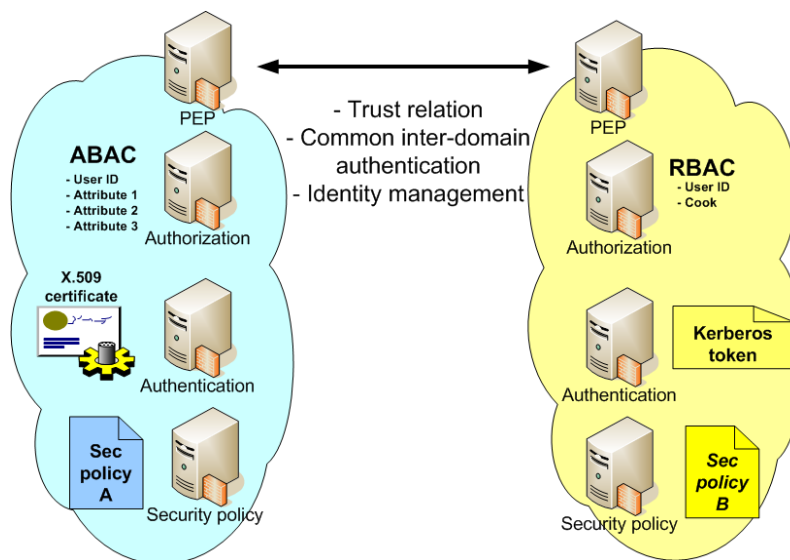 PEP
ABAC
- User ID
- Attribute 1
- Attribute 2
- Attribute 3
Authorization
X.509
certificate
Authentication
Sec
policy
A
Security policy
- Trust relation
- Common inter-domain
authentication
- Identity management
PEP
RBAC
- User ID
- Cook
Authorization
Kerberos
token
Authentication
Sec
policy
B
Security policy